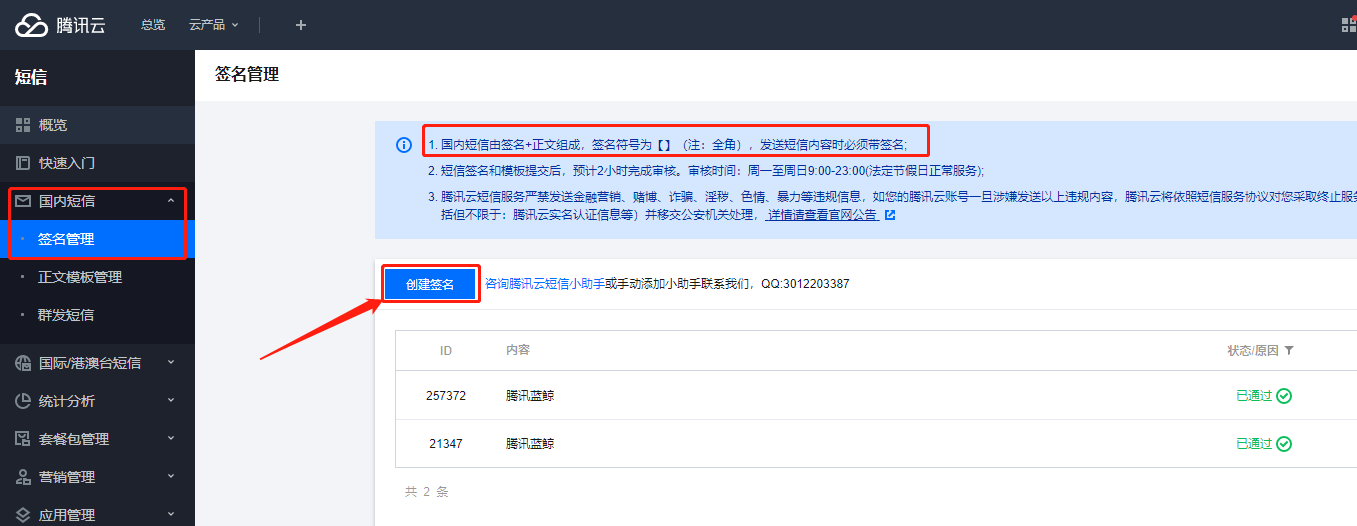 腾讯云 总览 云产品 +
短信
概览
快速入门
国内短信
签名管理
正文模板管理
群发短信
国际/港澳台短信
统计分析
套餐包管理
营销管理
应用管理
签名管理
1. 国内短信由签名+正文组成，签名符号为【】（注：全角），发送短信内容时必须带签名;
2. 短信签名和模板提交后，预计2小时完成审核。审核时间：周一至周日9:00-23:00(法定节假日正常服务);
3. 腾讯云短信服务严禁发送金融营销、赌博、诈骗、淫秽、色情、暴力等违规信息，如您的腾讯云账号一旦涉嫌发送以上违规内容，腾讯云将依照短信服务协议对您采取终止服务
括但不限于：腾讯云实名认证信息等）并移交公安机关处理，详情请查看官网公告
创建签名 咨询腾讯云短信小助手或手动添加小助手联系我们，QQ:3012203387
ID 内容 状态/原因
257372 腾讯蓝鲸 已通过
21347 腾讯蓝鲸 已通过
共 2 条